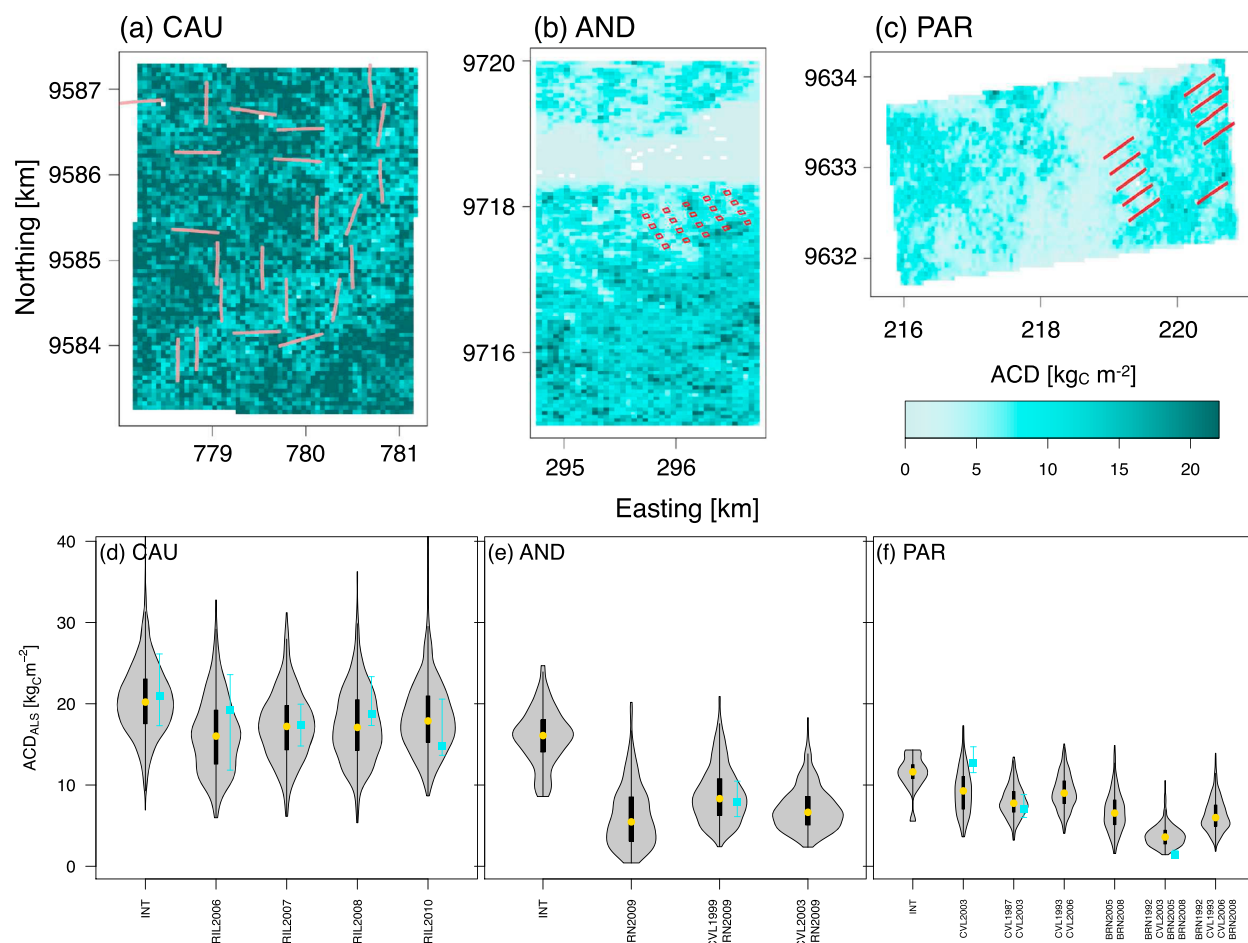 (a) CAU
(b) AND
(c) PAR
Northing [km]
9587
9586
9585
9584
779
780
781
9720
9718
9716
295
296
9634
9633
9632
216
218
220
ACD [kgC m-2]
0
5
10
15
20
Easting [km]
(d) CAU
(e) AND
(f) PAR
ACDALS [kgCm−2]
40
30
20
10
0
INT
RIL2006
RIL2007
RIL2008
RIL2010
INT
RN2009
CVL1999
RN2009
CVL2003
RN2009
INT
CVL2003
CVL1987
CVL2003
CVL1993
CVL2006
BRN2005
BRN2008
BRN1992
CVL2003
BRN2005
BRN2008
BRN1992
CVL1993
CVL2006
BRN2008